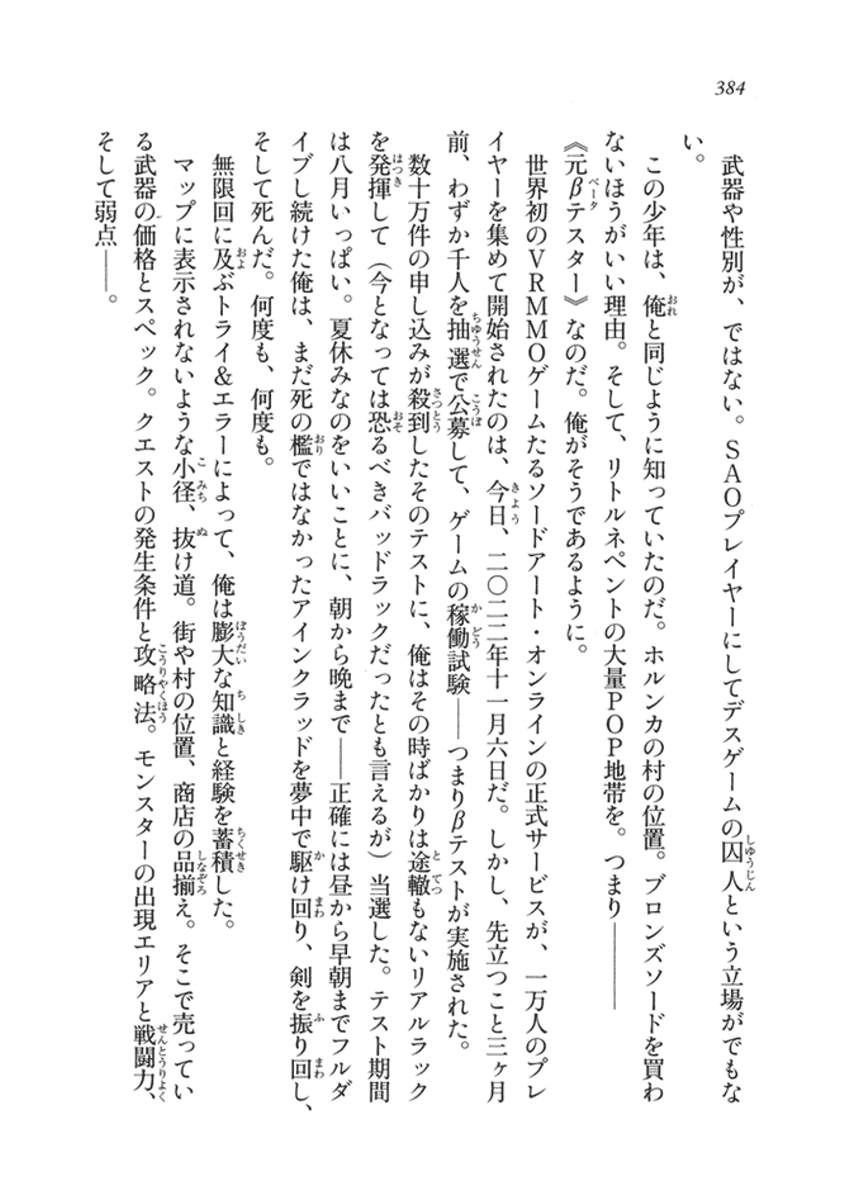 384
武器や性別が、ではない。SAOプレイヤーにしてデスゲームの囚人という立場がでもな
い。
この少年は、俺と同じように知っていたのだ。ホルンカの村の位置。ブロンズソードを買わ
ないほうがいい理由。そして、リトルネペントの大量POP地帯を。つまり――――
《元βテスター》なのだ。俺がそうであるように。
世界初のVRMMOゲームたるソードアート・オンラインの正式サービスが、一万人のプレ
イヤーを集めて開始されたのは、今日、二〇二二年十一月六日だ。しかし、先立つこと三ヶ月
前、わずか千人を抽選で公募して、ゲームの稼働試験――つまりβテストが実施された。
数十万件の申し込みが殺到したそのテストに、俺はその時ばかりは途轍もないリアルラック
を発揮して（今となっては恐るべきバッドラックだったとも言えるが）当選した。テスト期間
は八月いっぱい。夏休みなのをいいことに、朝から晩まで――正確には昼から早朝までフルダ
イブし続けた俺は、まだ死の檻ではなかったアインクラッドを夢中で駆け回り、剣を振り回し、
そして死んだ。何度も、何度も。
無限回に及ぶトライ＆エラーによって、俺は膨大な知識と経験を蓄積した。
マップに表示されないような小径、抜け道。街や村の位置、商店の品揃え。そこで売ってい
る武器の価格とスペック。クエストの発生条件と攻略法。モンスターの出現エリアと戦闘力、
そして弱点――。